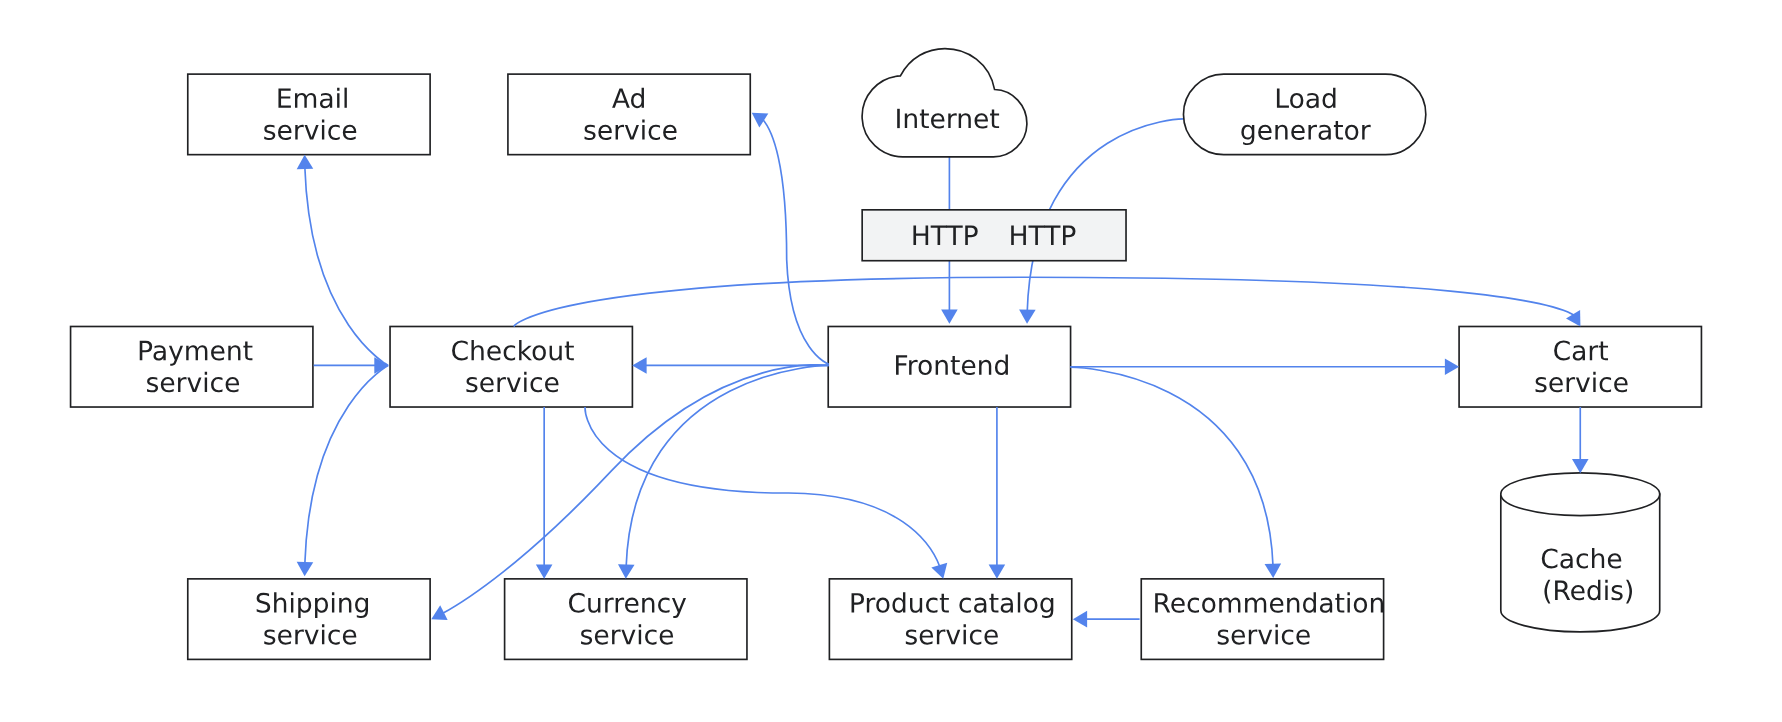 Email
service
Ad
service
Internet
Load
generator
HTTP HTTP
Payment
service
Checkout
service
Frontend
Cart
service
Cache
(Redis)
Shipping
service
Currency
service
Product catalog
service
Recommendation
service